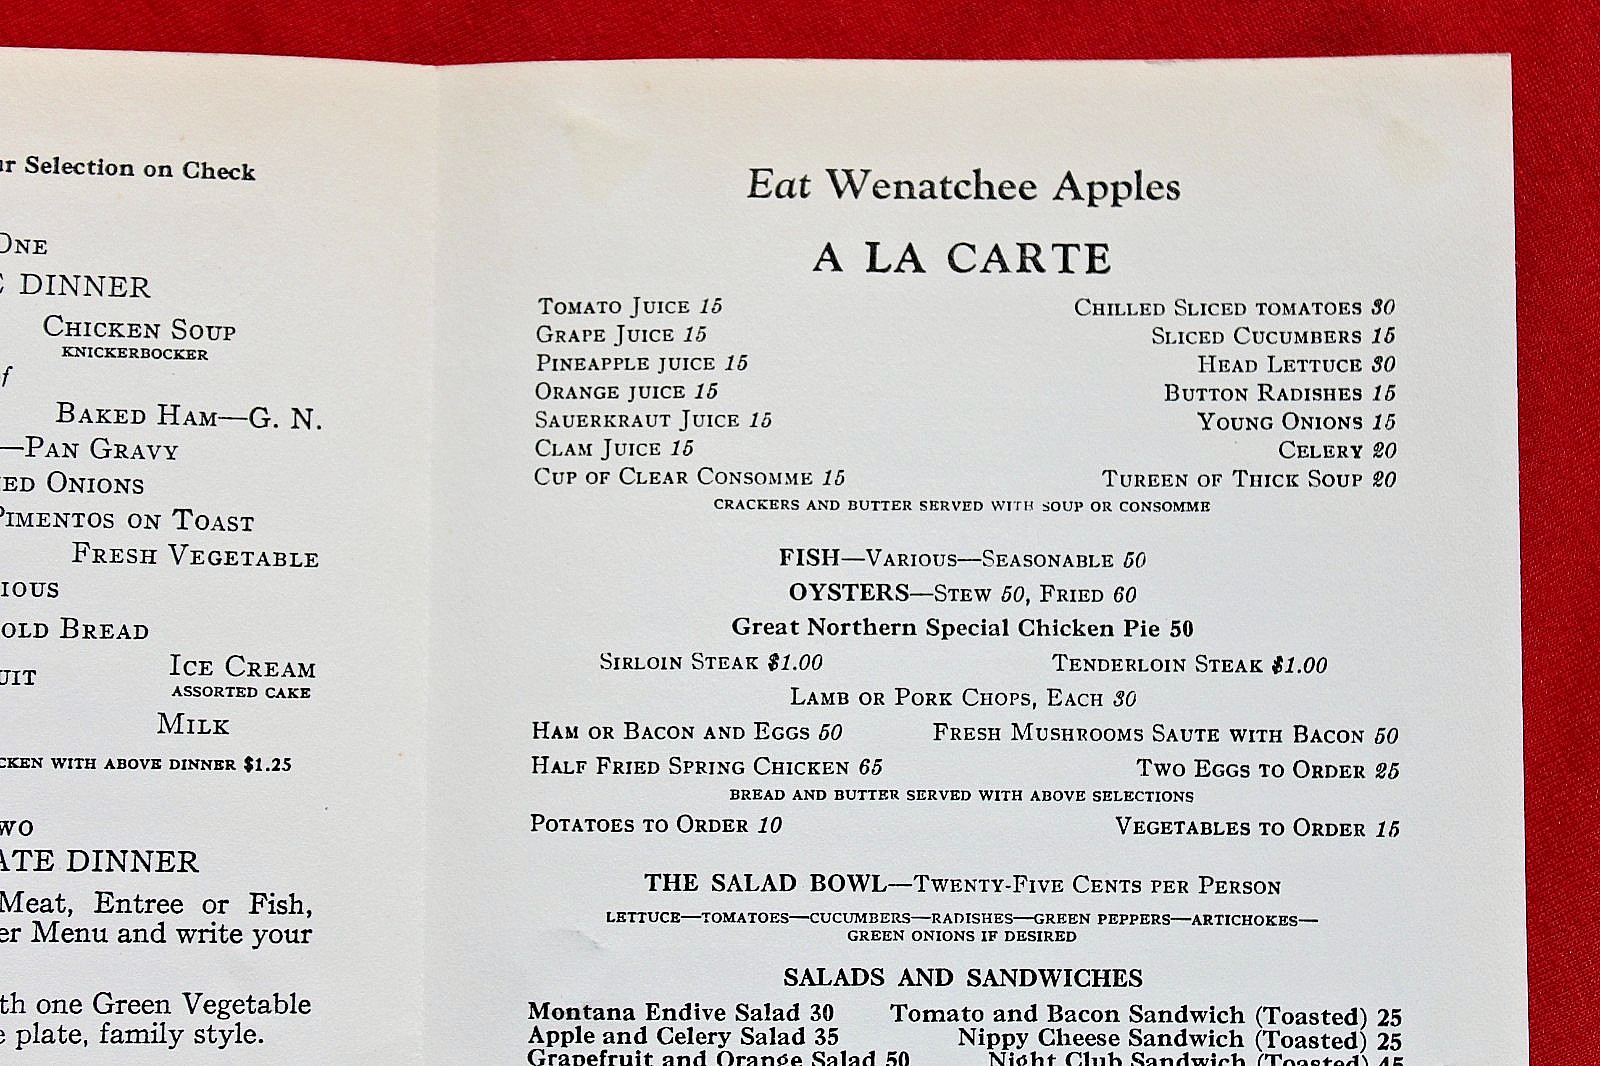 Selection on Check
ONE
DINNER
CHICKEN SOUP
KNICKERBOCKER
BAKED HAM—G. N.
—PAN GRAVY
ONIONS
PIMENTOS ON TOAST
FRESH VEGETABLE
BREAD
ICE CREAM
ASSORTED CAKE
MILK
WITH ABOVE DINNER $1.25
DINNER
Meat, Entree or Fish,
Menu and write your
one Green Vegetable
plate, family style.
Eat Wenatchee Apples
A LA CARTE
TOMATO JUICE 15 CHILLED SLICED TOMATOES 30
GRAPE JUICE 15 SLICED CUCUMBERS 15
PINEAPPLE JUICE 15 HEAD LETTUCE 30
ORANGE JUICE 15 BUTTON RADISHES 15
SAUERKRAUT JUICE 15 YOUNG ONIONS 15
CLAM JUICE 15 CELERY 20
CUP OF CLEAR CONSOMME 15 TUREEN OF THICK SOUP 20
CRACKERS AND BUTTER SERVED WITH SOUP OR CONSOMME
FISH—VARIOUS—SEASONABLE 50
OYSTERS—STEW 50, FRIED 60
Great Northern Special Chicken Pie 50
SIRLOIN STEAK $1.00 TENDERLOIN STEAK $1.00
LAMB OR PORK CHOPS, EACH 30
HAM OR BACON AND EGGS 50 FRESH MUSHROOMS SAUTE WITH BACON 50
HALF FRIED SPRING CHICKEN 65 TWO EGGS TO ORDER 25
BREAD AND BUTTER SERVED WITH ABOVE SELECTIONS
POTATOES TO ORDER 10 VEGETABLES TO ORDER 15
THE SALAD BOWL—TWENTY-FIVE CENTS PER PERSON
LETTUCE—TOMATOES—CUCUMBERS—RADISHES—GREEN PEPPERS—ARTICHOKES—
GREEN ONIONS IF DESIRED
SALADS AND SANDWICHES
Montana Endive Salad 30 Tomato and Bacon Sandwich (Toasted) 25
Apple and Celery Salad 35 Nippy Cheese Sandwich (Toasted) 25
Grapefruit and Orange Salad 50 Night Club Sandwich (Toasted) 45